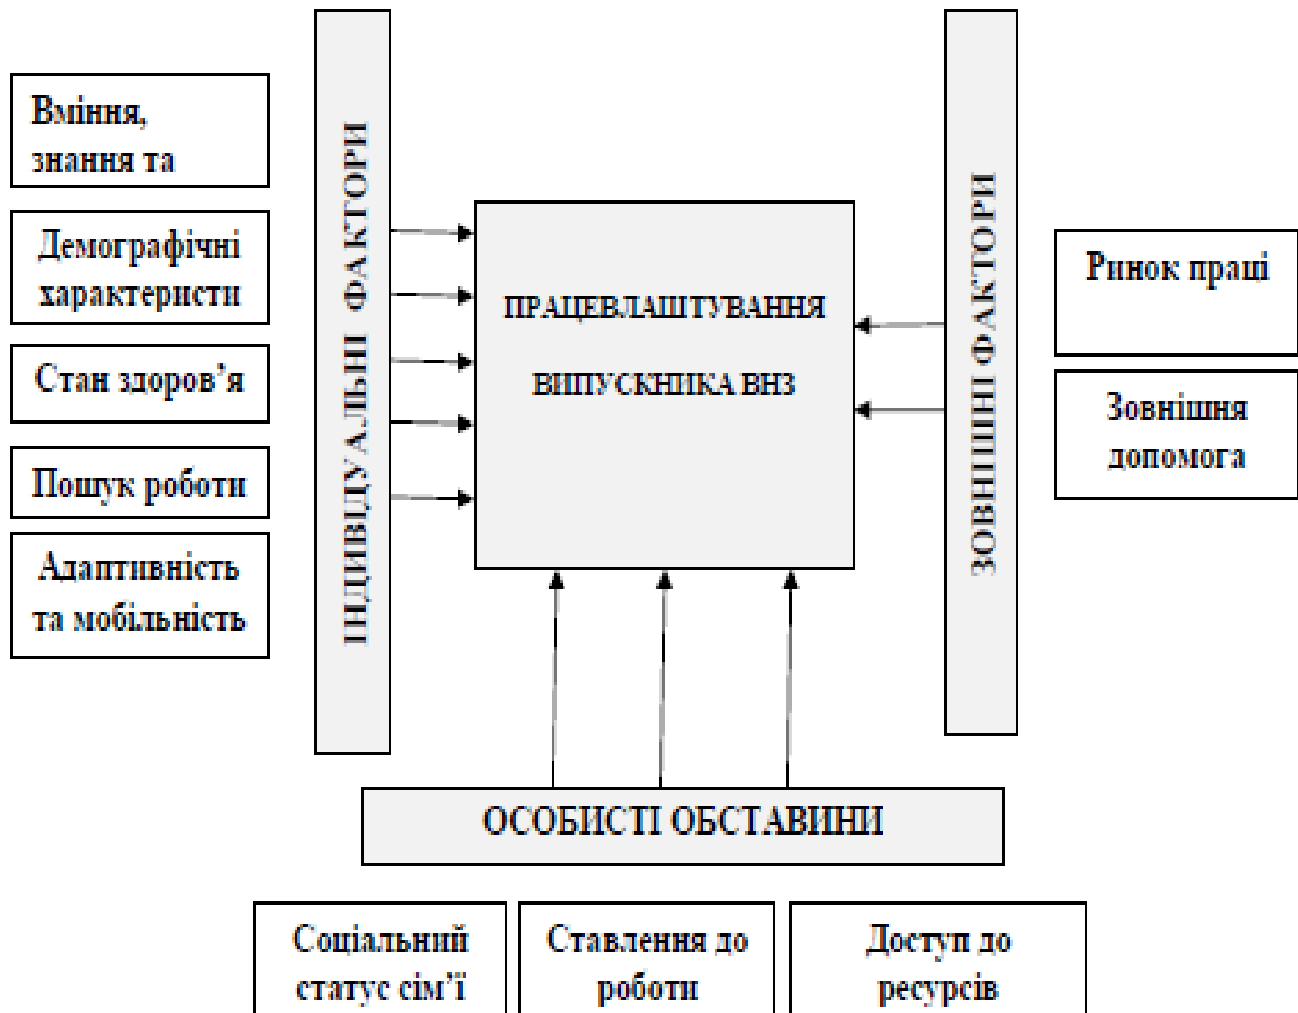 Вміння,
знання та
Демографічні
характеристи
Стан здоров’я
Пошук роботи
Адаптивність
та мобільність
ІНДИВІДУАЛЬНІ ФАКТОРИ
ПРАЦЕВЛАШТУВАННЯ
ВИПУСКНИКА ВНЗ
ЗОВНІШНІ ФАКТОРИ
Ринок праці
Зовнішня
допомога
ОСОБИСТІ ОБСТАВИНИ
Соціальний
статус сім’ї
Ставлення до
роботи
Доступ до
ресурсів